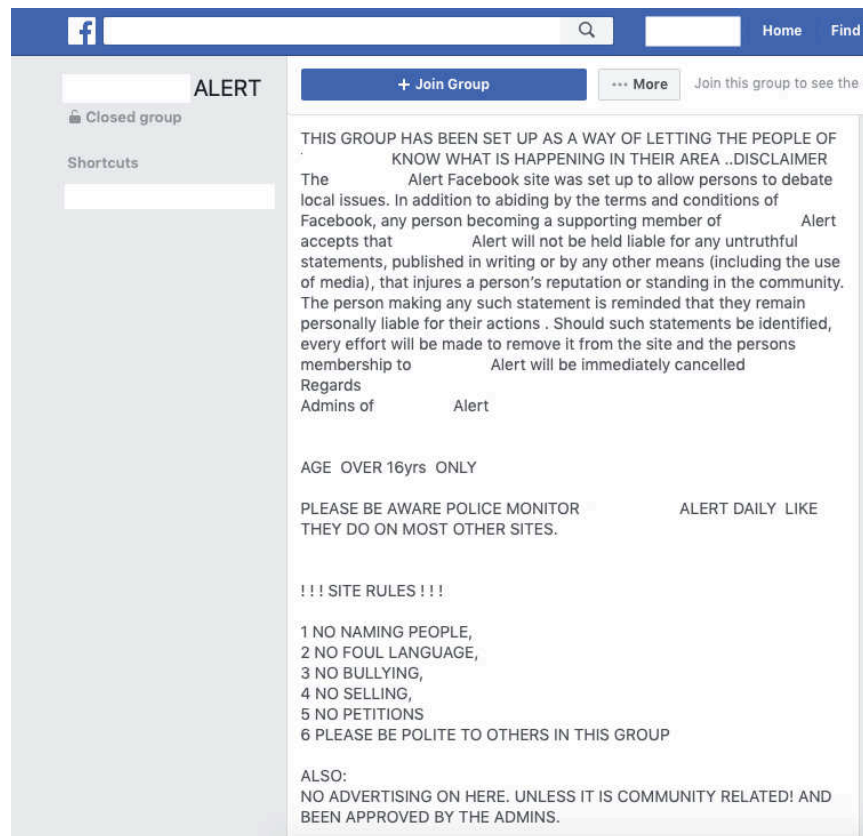 f
Home Find
ALERT
Closed group
Shortcuts
+ Join Group
··· More
Join this group to see the
THIS GROUP HAS BEEN SET UP AS A WAY OF LETTING THE PEOPLE OF
KNOW WHAT IS HAPPENING IN THEIR AREA ..DISCLAIMER
The Alert Facebook site was set up to allow persons to debate
local issues. In addition to abiding by the terms and conditions of
Facebook, any person becoming a supporting member of Alert
accepts that Alert will not be held liable for any untruthful
statements, published in writing or by any other means (including the use
of media), that injures a person's reputation or standing in the community.
The person making any such statement is reminded that they remain
personally liable for their actions . Should such statements be identified,
every effort will be made to remove it from the site and the persons
membership to Alert will be immediately cancelled
Regards
Admins of Alert
AGE OVER 16yrs ONLY
PLEASE BE AWARE POLICE MONITOR ALERT DAILY LIKE
THEY DO ON MOST OTHER SITES.
! ! ! SITE RULES ! ! !
1 NO NAMING PEOPLE,
2 NO FOUL LANGUAGE,
3 NO BULLYING,
4 NO SELLING,
5 NO PETITIONS
6 PLEASE BE POLITE TO OTHERS IN THIS GROUP
ALSO:
NO ADVERTISING ON HERE. UNLESS IT IS COMMUNITY RELATED! AND
BEEN APPROVED BY THE ADMINS.